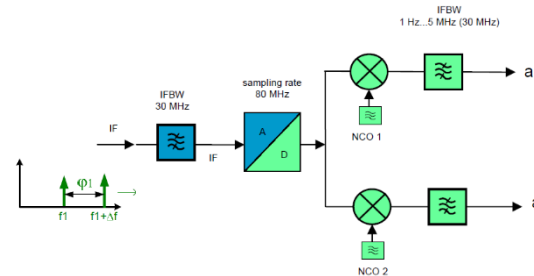 IFBW
1 Hz...5 MHz (30 MHz)
IFBW
30 MHz
sampling rate
80 MHz
a
NCO 1
IF
IF
A
D
φ1
f1
f1+Δf
a
NCO 2